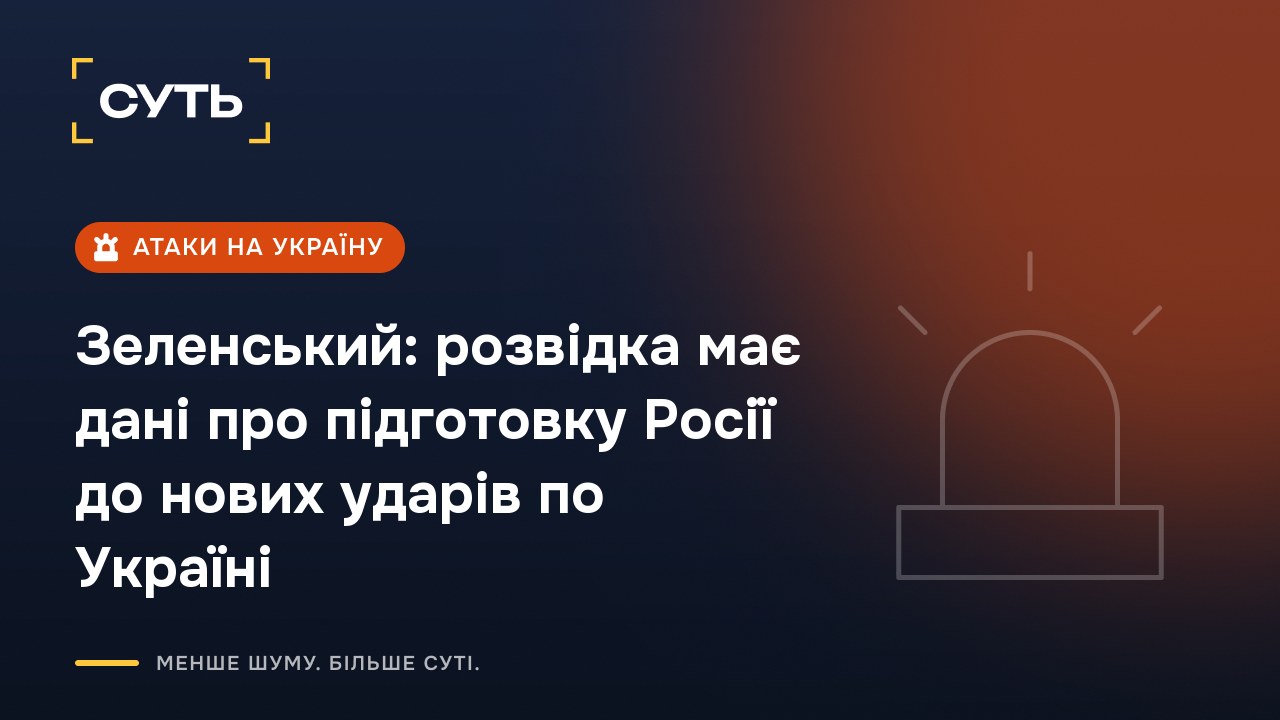 СУТЬ
АТАКИ НА УКРАЇНУ
Зеленський: розвідка має
дані про підготовку Росії
до нових ударів по
Україні
МЕНШЕ ШУМУ. БІЛЬШЕ СУТІ.